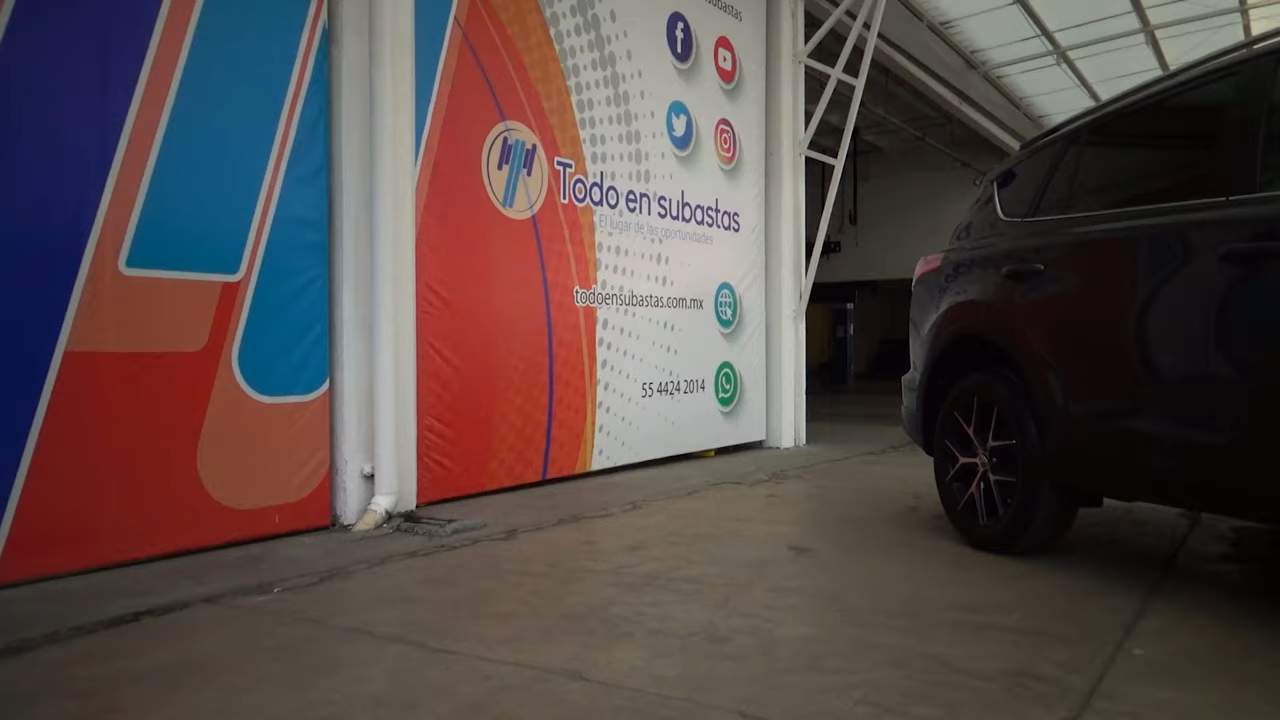 subastas
Todo en subastas
El lugar de las oportunidades
todoensubastas.com.mx
55 4424 2014